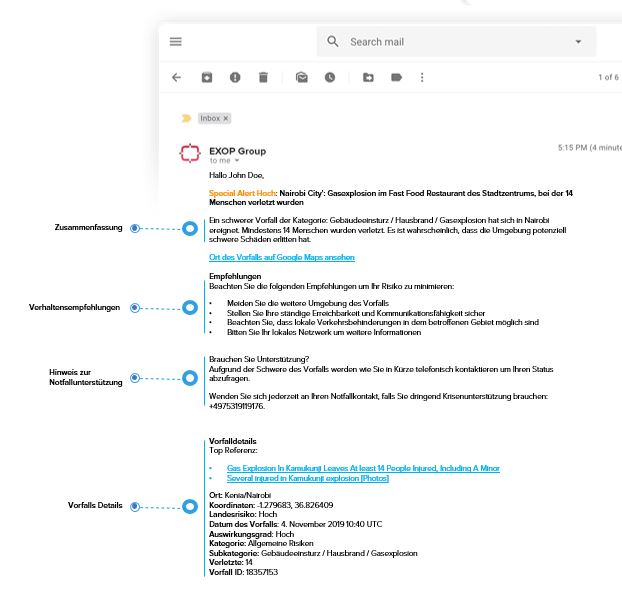 Search mail
1 of 6
Inbox ×
EXOP Group
5:15 PM (4 minute
to me
Hallo John Doe,
Special Alert Hoch: Nairobi City': Gasexplosion im Fast Food Restaurant des Stadtzentrums, bei der 14
Menschen verletzt wurden
Zusammenfassung
Ein schwerer Vorfall der Kategorie: Gebäudeeinsturz / Hausbrand / Gasexplosion hat sich in Nairobi
ereignet. Mindestens 14 Menschen wurden verletzt. Es ist wahrscheinlich, dass die Umgebung potenziell
schwere Schäden erlitten hat.
Ort des Vorfalls auf Google Maps ansehen
Verhaltensempfehlungen
Empfehlungen
Beachten Sie die folgenden Empfehlungen um Ihr Risiko zu minimieren:
• Meiden Sie die weitere Umgebung des Vorfalls
• Stellen Sie Ihre ständige Erreichbarkeit und Kommunikationsfähigkeit sicher
• Beachten Sie, dass lokale Verkehrsbehinderungen in dem betroffenen Gebiet möglich sind
• Bitten Sie Ihr lokales Netzwerk um weitere Informationen
Hinweis zur
Notfallunterstützung
Brauchen Sie Unterstützung?
Aufgrund der Schwere des Vorfalls werden wie Sie in Kürze telefonisch kontaktieren um Ihren Status
abzufragen.
Wenden Sie sich jederzeit an Ihren Notfallkontakt, falls Sie dringend Krisenunterstützung brauchen:
+4975319119176.
Vorfalls Details
Vorfalldetails
Top Referenz:
• Gas Explosion In Kamukunji Leaves At least 14 People Injured, Including A Minor
• Several injured in Kamukunji explosion [Photos]
Ort: Kenia/Nairobi
Koordinaten: -1.279683, 36.826409
Landesrisiko: Hoch
Datum des Vorfalls: 4. November 2019 10:40 UTC
Auswirkungsgrad: Hoch
Kategorie: Allgemeine Risiken
Subkategorie: Gebäudeeinsturz / Hausbrand / Gasexplosion
Verletzte: 14
Vorfall ID: 18357153